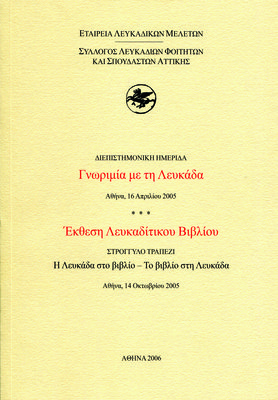 ΕΤΑΙΡΕΙΑ ΛΕΥΚΑΔΙΚΩΝ ΜΕΛΕΤΩΝ
ΣΥΛΛΟΓΟΣ ΛΕΥΚΑΔΙΩΝ ΦΟΙΤΗΤΩΝ
ΚΑΙ ΣΠΟΥΔΑΣΤΩΝ ΑΤΤΙΚΗΣ
ΔΙΕΠΙΣΤΗΜΟΝΙΚΗ ΗΜΕΡΙΔΑ
Γνωριμία με τη Λευκάδα
Αθήνα, 16 Απριλίου 2005
* * *
Έκθεση Λευκαδίτικου Βιβλίου
ΣΤΡΟΓΓΥΛΟ ΤΡΑΠΕΖΙ
Η Λευκάδα στο βιβλίο – Το βιβλίο στη Λευκάδα
Αθήνα, 14 Οκτωβρίου 2005
ΑΘΗΝΑ 2006